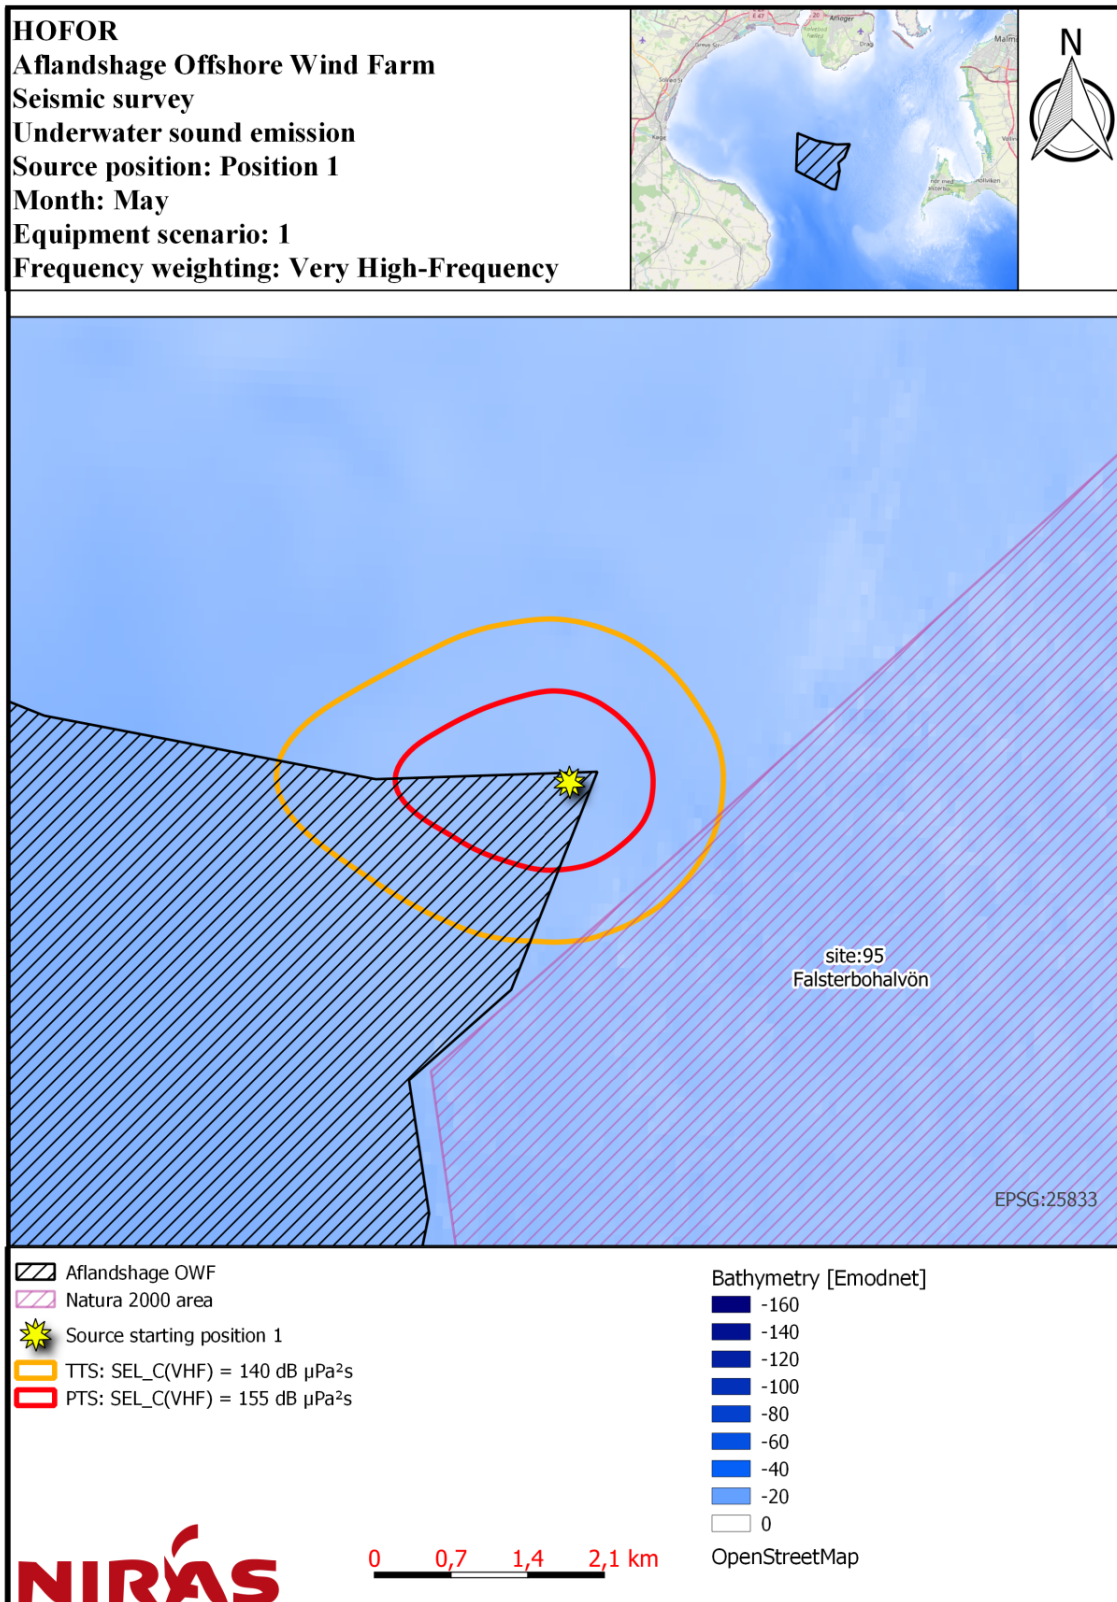 HOFOR
Aflandshage Offshore Wind Farm
Seismic survey
Underwater sound emission
Source position: Position 1
Month: May
Equipment scenario: 1
Frequency weighting: Very High-Frequency
N
site:95
Falsterbohalvön
EPSG:25833
Aflandshage OWF
Natura 2000 area
Source starting position 1
TTS: SEL_C(VHF) = 140 dB µPa²s
PTS: SEL_C(VHF) = 155 dB µPa²s
Bathymetry [Emodnet]
-160
-140
-120
-100
-80
-60
-40
-20
0
OpenStreetMap
0 0,7 1,4 2,1 km
NIRÁS